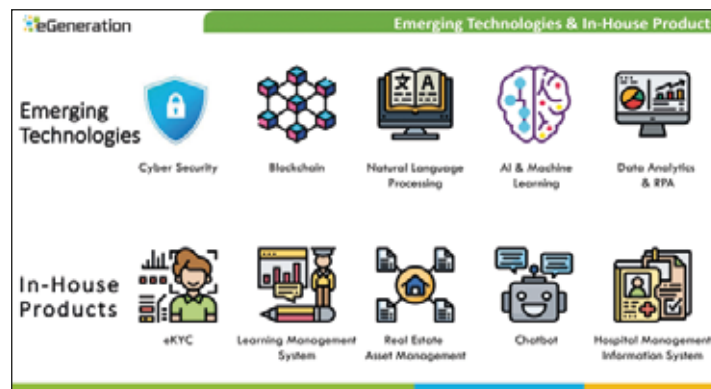 eGeneration
Emerging Technologies & In-House Product
Emerging
Technologies
Cyber Security
Blockchain
Natural Language
Processing
AI & Machine
Learning
Data Analytics
& RPA
文 A
In-House
Products
eKYC
Learning Management
System
Real Estate
Asset Management
Chatbot
Hospital Management
Information System